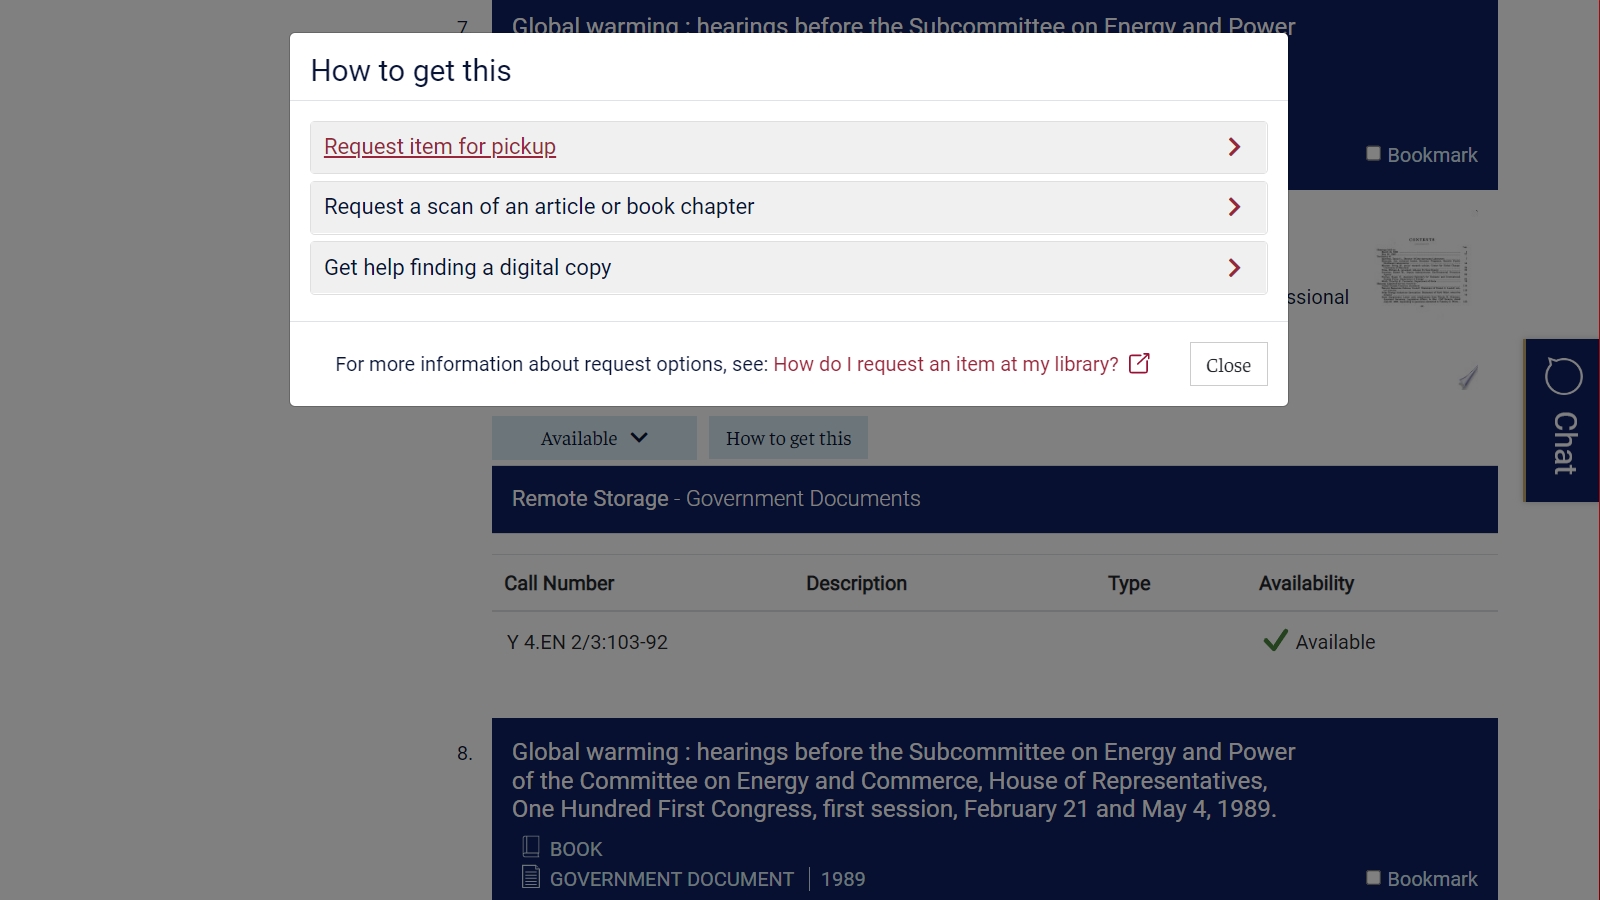 7.
Global warming : hearings before the Subcommittee on Energy and Power
How to get this
Request item for pickup
Request a scan of an article or book chapter
Get help finding a digital copy
For more information about request options, see: How do I request an item at my library?
Close
Bookmark
CONTENTS
ssional
Chat
Available
How to get this
Remote Storage - Government Documents
Call Number Description Type Availability
Y 4.EN 2/3:103-92 Available
8.
Global warming : hearings before the Subcommittee on Energy and Power
of the Committee on Energy and Commerce, House of Representatives,
One Hundred First Congress, first session, February 21 and May 4, 1989.
BOOK
GOVERNMENT DOCUMENT 1989
Bookmark